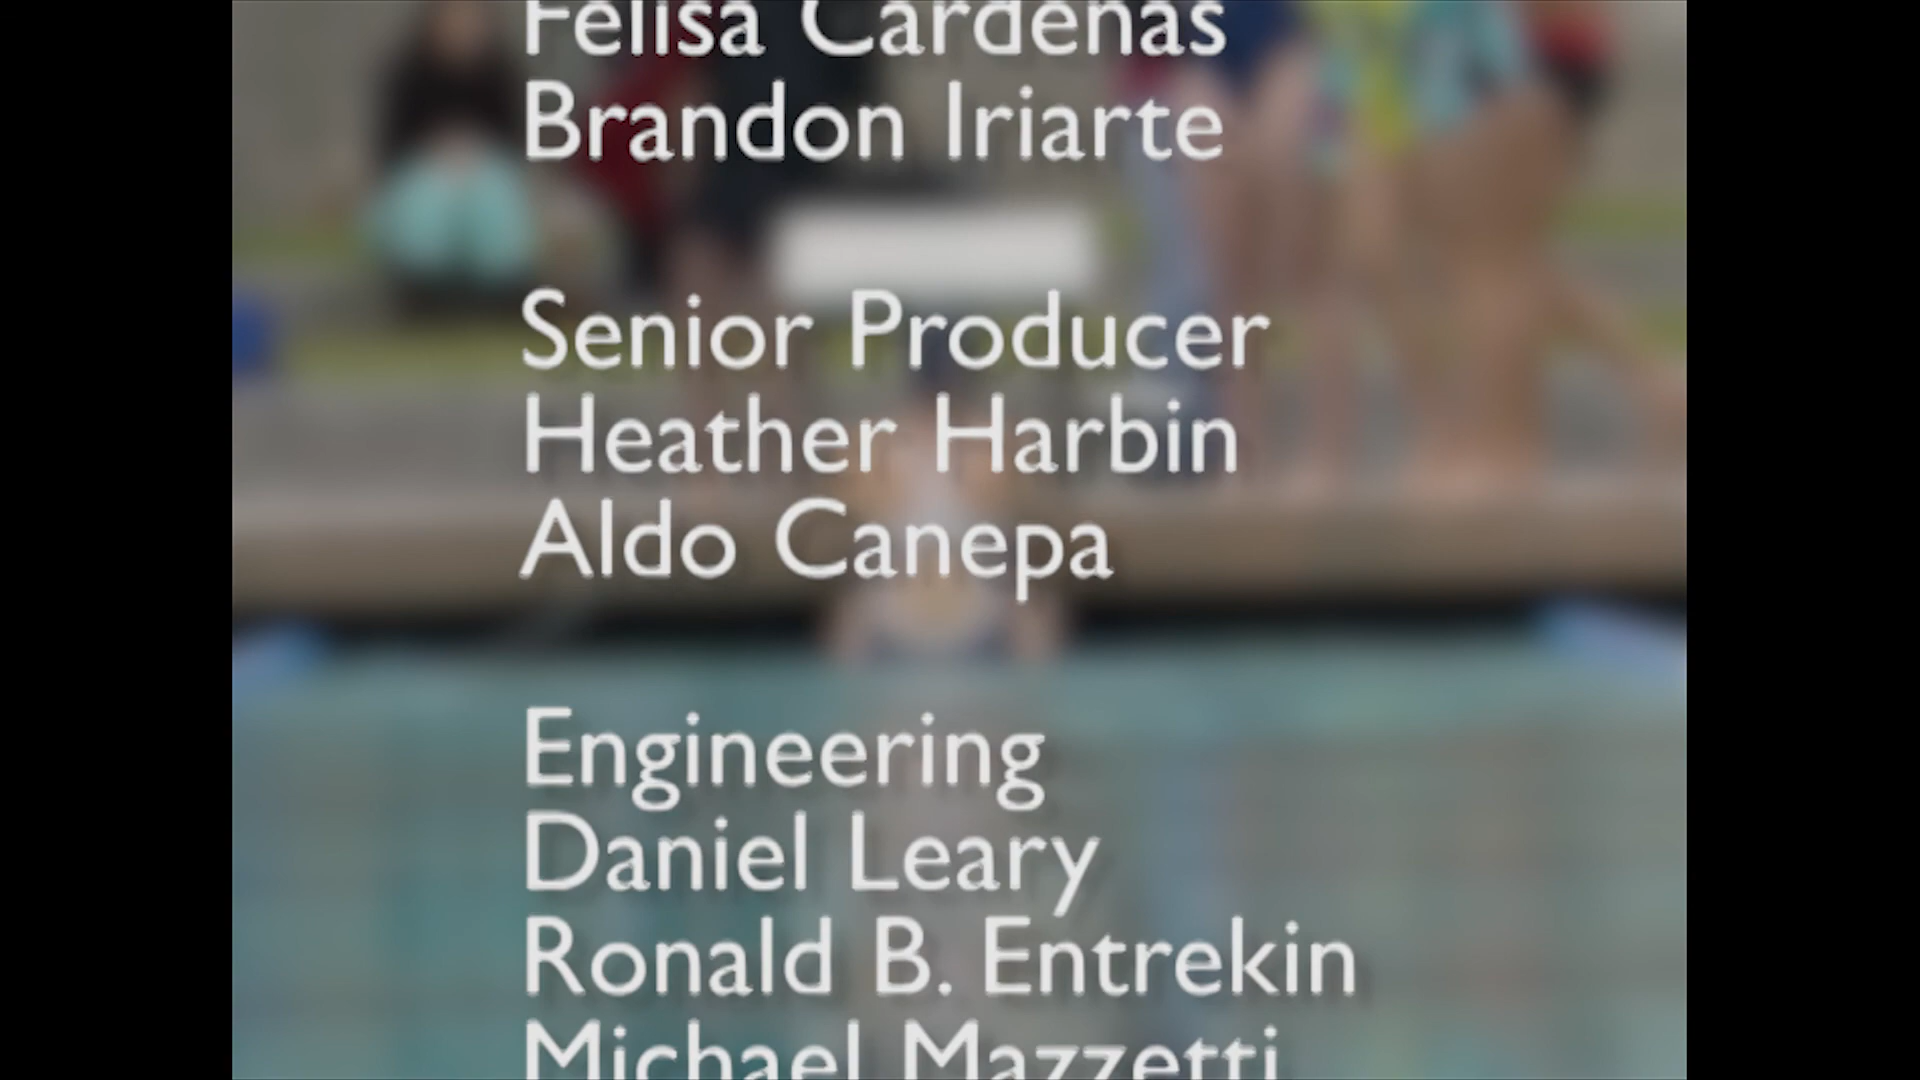 Felisa Cardenas
Brandon Iriarte
Senior Producer
Heather Harbin
Aldo Canepa
Engineering
Daniel Leary
Ronald B. Entrekin
Michael Mazzetti